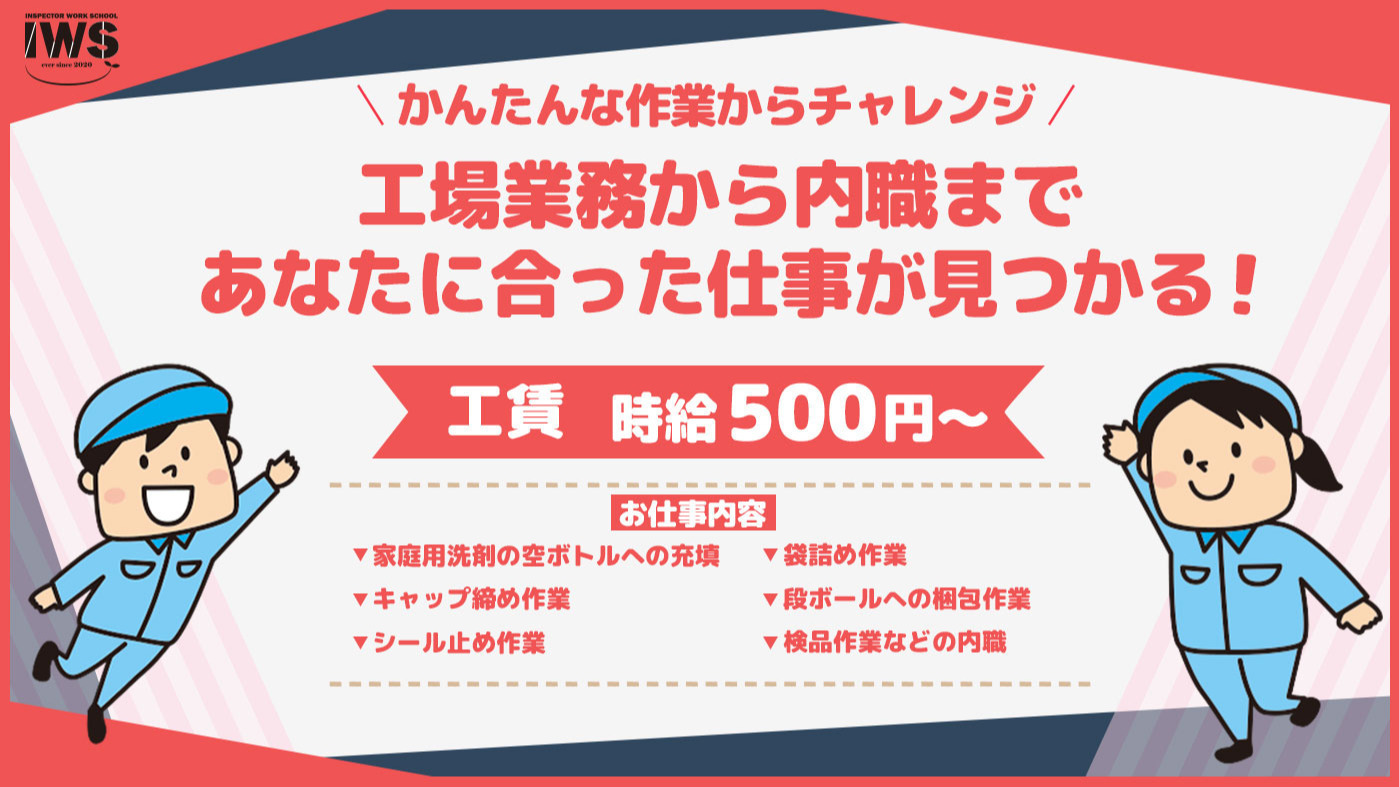 INSPECTOR WORK SCHOOL
IWS
ever since 2020
\ かんたんな作業からチャレンジ /
工場業務から内職まで
あなたに合った仕事が見つかる！
工賃 時給500円〜
お仕事内容
▼家庭用洗剤の空ボトルへの充填
▼キャップ締め作業
▼シール止め作業
▼袋詰め作業
▼段ボールへの梱包作業
▼検品作業などの内職